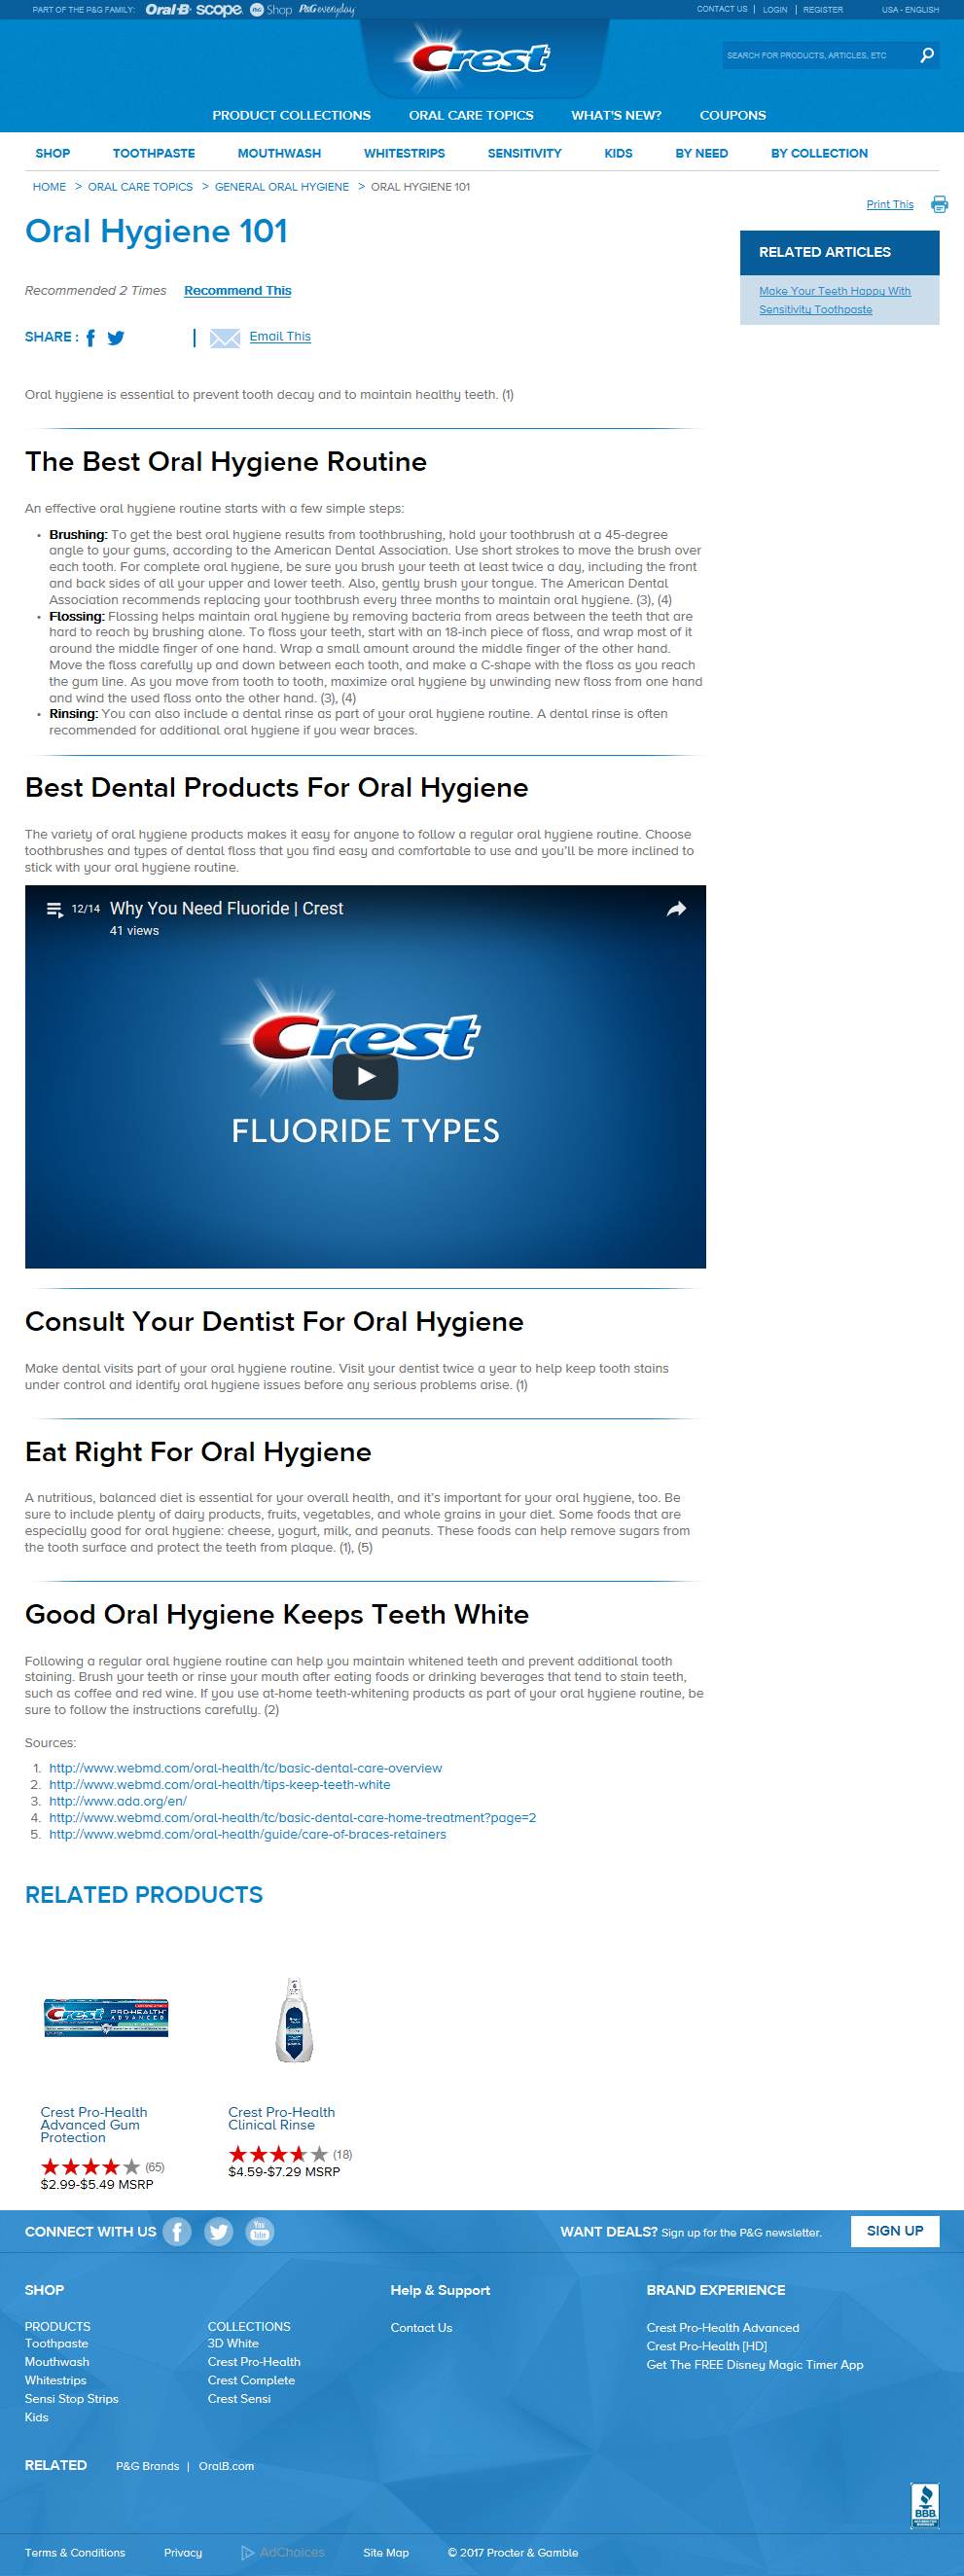 PART OF THE P&G FAMILY: Oral-B scope P&G Shop P&G everyday
CONTACT US | LOGIN | REGISTER USA - ENGLISH
Crest
SEARCH FOR PRODUCTS, ARTICLES, ETC
PRODUCT COLLECTIONS ORAL CARE TOPICS WHAT'S NEW? COUPONS
SHOP TOOTHPASTE MOUTHWASH WHITESTRIPS SENSITIVITY KIDS BY NEED BY COLLECTION
HOME > ORAL CARE TOPICS > GENERAL ORAL HYGIENE > ORAL HYGIENE 101
Print This
Oral Hygiene 101
RELATED ARTICLES
Make Your Teeth Happy With
Sensitivity Toothpaste
Recommended 2 Times Recommend This
SHARE : | Email This
Oral hygiene is essential to prevent tooth decay and to maintain healthy teeth. (1)
The Best Oral Hygiene Routine
An effective oral hygiene routine starts with a few simple steps:
• Brushing: To get the best oral hygiene results from toothbrushing, hold your toothbrush at a 45-degree
angle to your gums, according to the American Dental Association. Use short strokes to move the brush over
each tooth. For complete oral hygiene, be sure you brush your teeth at least twice a day, including the front
and back sides of all your upper and lower teeth. Also, gently brush your tongue. The American Dental
Association recommends replacing your toothbrush every three months to maintain oral hygiene. (3), (4)
• Flossing: Flossing helps maintain oral hygiene by removing bacteria from areas between the teeth that are
hard to reach by brushing alone. To floss your teeth, start with an 18-inch piece of floss, and wrap most of it
around the middle finger of one hand. Wrap a small amount around the middle finger of the other hand.
Move the floss carefully up and down between each tooth, and make a C-shape with the floss as you reach
the gum line. As you move from tooth to tooth, maximize oral hygiene by unwinding new floss from one hand
and wind the used floss onto the other hand. (3), (4)
• Rinsing: You can also include a dental rinse as part of your oral hygiene routine. A dental rinse is often
recommended for additional oral hygiene if you wear braces.
Best Dental Products For Oral Hygiene
The variety of oral hygiene products makes it easy for anyone to follow a regular oral hygiene routine. Choose
toothbrushes and types of dental floss that you find easy and comfortable to use and you'll be more inclined to
stick with your oral hygiene routine.
12/14 Why You Need Fluoride | Crest
41 views
Crest
FLUORIDE TYPES
Consult Your Dentist For Oral Hygiene
Make dental visits part of your oral hygiene routine. Visit your dentist twice a year to help keep tooth stains
under control and identify oral hygiene issues before any serious problems arise. (1)
Eat Right For Oral Hygiene
A nutritious, balanced diet is essential for your overall health, and it's important for your oral hygiene, too. Be
sure to include plenty of dairy products, fruits, vegetables, and whole grains in your diet. Some foods that are
especially good for oral hygiene: cheese, yogurt, milk, and peanuts. These foods can help remove sugars from
the tooth surface and protect the teeth from plaque. (1), (5)
Good Oral Hygiene Keeps Teeth White
Following a regular oral hygiene routine can help you maintain whitened teeth and prevent additional tooth
staining. Brush your teeth or rinse your mouth after eating foods or drinking beverages that tend to stain teeth,
such as coffee and red wine. If you use at-home teeth-whitening products as part of your oral hygiene routine, be
sure to follow the instructions carefully. (2)
Sources:
1. http://www.webmd.com/oral-health/tc/basic-dental-care-overview
2. http://www.webmd.com/oral-health/tips-keep-teeth-white
3. http://www.ada.org/en/
4. http://www.webmd.com/oral-health/tc/basic-dental-care-home-treatment?page=2
5. http://www.webmd.com/oral-health/guide/care-of-braces-retainers
RELATED PRODUCTS
Crest PRO-HEALTH
ADVANCED
Crest Pro-Health
Advanced Gum
Protection
(65)
$2.99-$5.49 MSRP
Crest Pro-Health
Clinical Rinse
(18)
$4.59-$7.29 MSRP
CONNECT WITH US You Tube
WANT DEALS? Sign up for the P&G newsletter. SIGN UP
SHOP
PRODUCTS
Toothpaste
Mouthwash
Whitestrips
Sensi Stop Strips
Kids
COLLECTIONS
3D White
Crest Pro-Health
Crest Complete
Crest Sensi
Help & Support
Contact Us
BRAND EXPERIENCE
Crest Pro-Health Advanced
Crest Pro-Health [HD]
Get The FREE Disney Magic Timer App
RELATED P&G Brands | OralB.com
BBB
Terms & Conditions Privacy AdChoices Site Map © 2017 Procter & Gamble